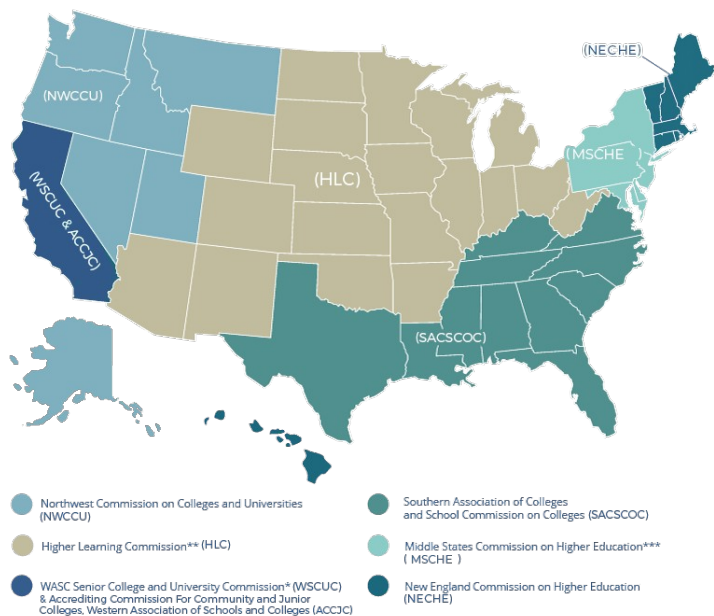 (NECHE)
(NWCCU)
(MSCHE )
(HLC)
(WSCUC & ACCJC)
(SACSCOC)
Northwest Commission on Colleges and Universities
(NWCCU)
Higher Learning Commission** (HLC)
WASC Senior College and University Commission* (WSCUC)
& Accrediting Commission For Community and Junior
Colleges, Western Association of Schools and Colleges (ACCJC)
Southern Association of Colleges
and School Commission on Colleges (SACSCOC)
Middle States Commission on Higher Education***
( MSCHE )
New England Commission on Higher Education
(NECHE)